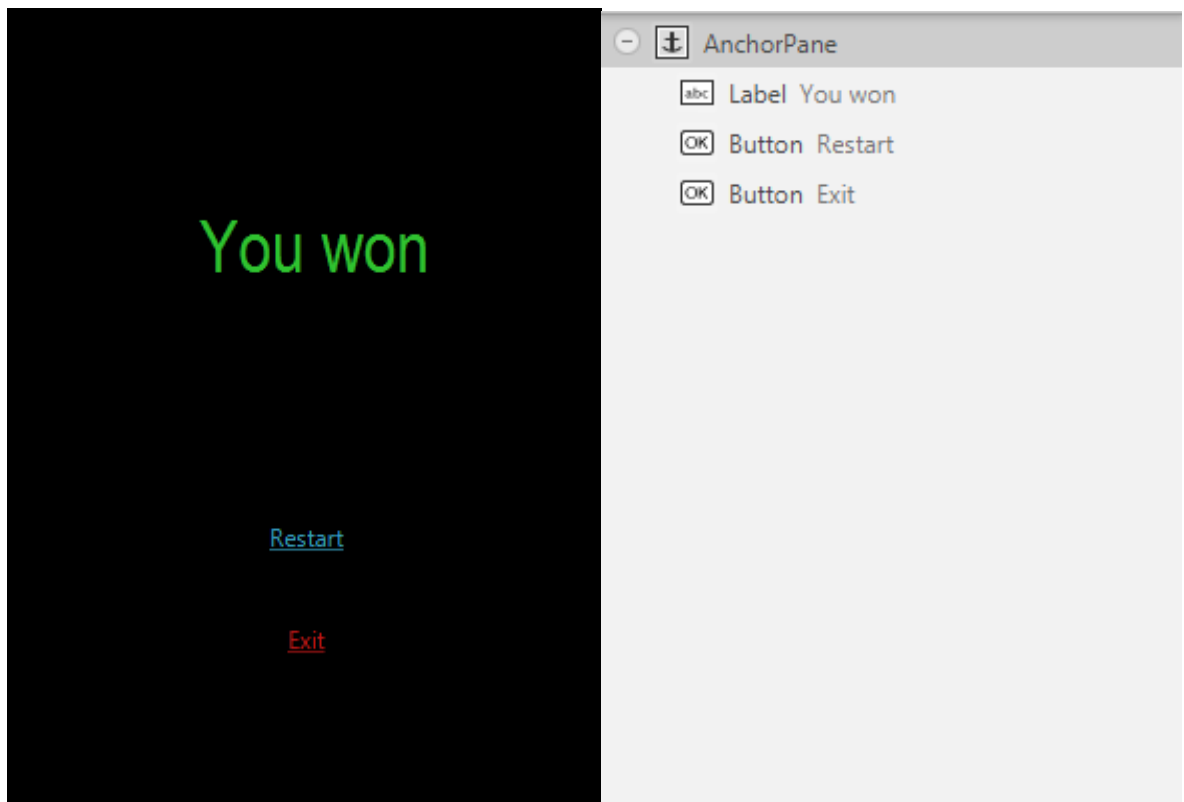 You won
Restart
Exit
AnchorPane
abc Label You won
OK Button Restart
OK Button Exit